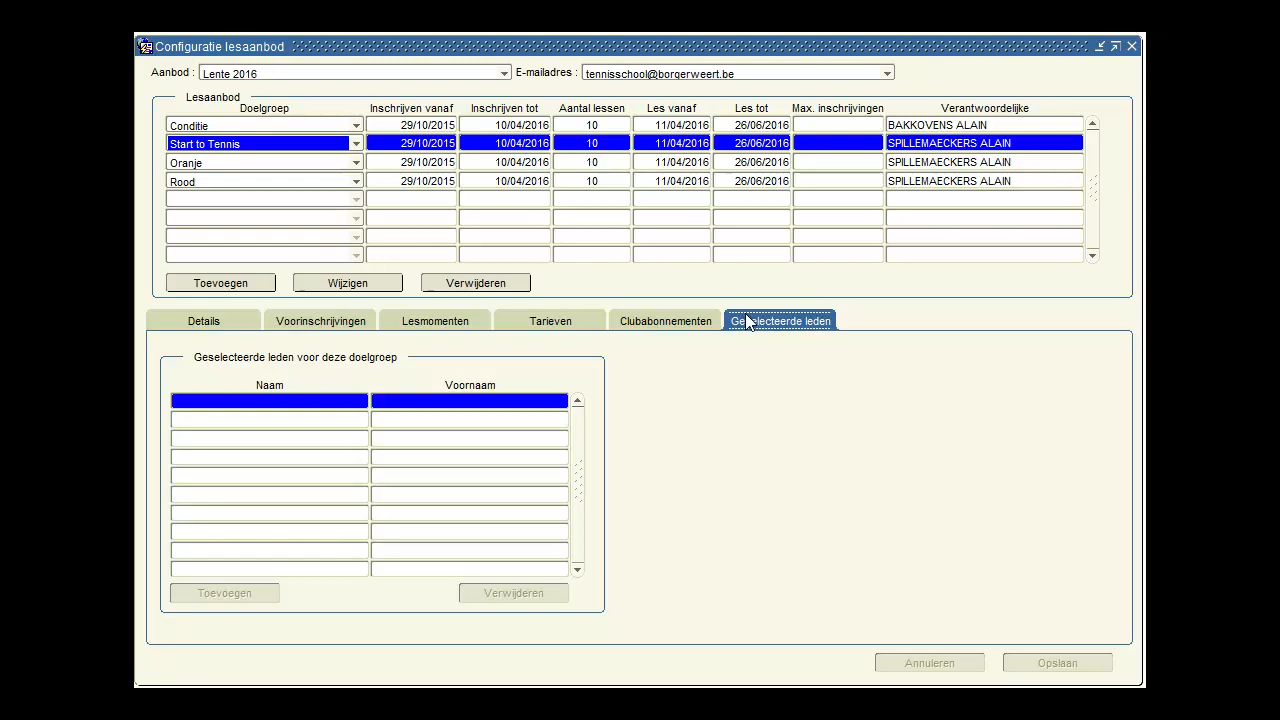 Configuratie lesaanbod
Aanbod : Lente 2016 E-mailadres : tennisschool@borgerweert.be
Lesaanbod
Doelgroep Inschrijven vanaf Inschrijven tot Aantal lessen Les vanaf Les tot Max. inschrijvingen Verantwoordelijke
Conditie 29/10/2015 10/04/2016 10 11/04/2016 26/06/2016 BAKKOVENS ALAIN
Start to Tennis 29/10/2015 10/04/2016 10 11/04/2016 26/06/2016 SPILLEMAECKERS ALAIN
Oranje 29/10/2015 10/04/2016 10 11/04/2016 26/06/2016 SPILLEMAECKERS ALAIN
Rood 29/10/2015 10/04/2016 10 11/04/2016 26/06/2016 SPILLEMAECKERS ALAIN
Toevoegen Wijzigen Verwijderen
Details Voorinschrijvingen Lesmomenten Tarieven Clubabonnementen Geselecteerde leden
Geselecteerde leden voor deze doelgroep
Naam Voornaam
Toevoegen Verwijderen
Annuleren Opslaan